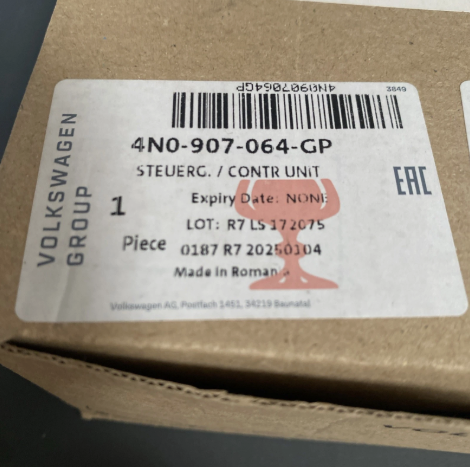 4N0907064GP
3849
4N0-907-064-GP
STEUERG. / CONTR UNIT
VOLKSWAGEN
GROUP
EAC
1
Piece
Expiry Date: NONE
LOT: R7 LS 172075
0187 R7 20250104
Made in Romania
Volkswagen AG, Postfach 1451, 34219 Baunatal